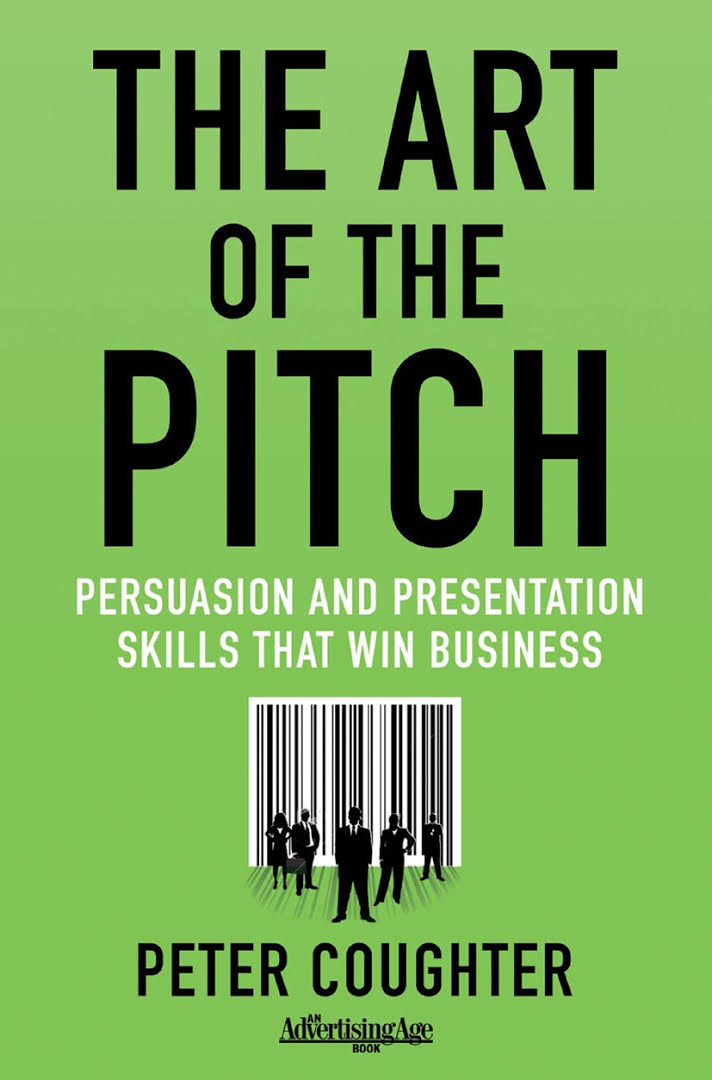 THE ART
OF THE
PITCH
PERSUASION AND PRESENTATION
SKILLS THAT WIN BUSINESS
PETER COUGHTER
AN
AdvertisingAge
BOOK